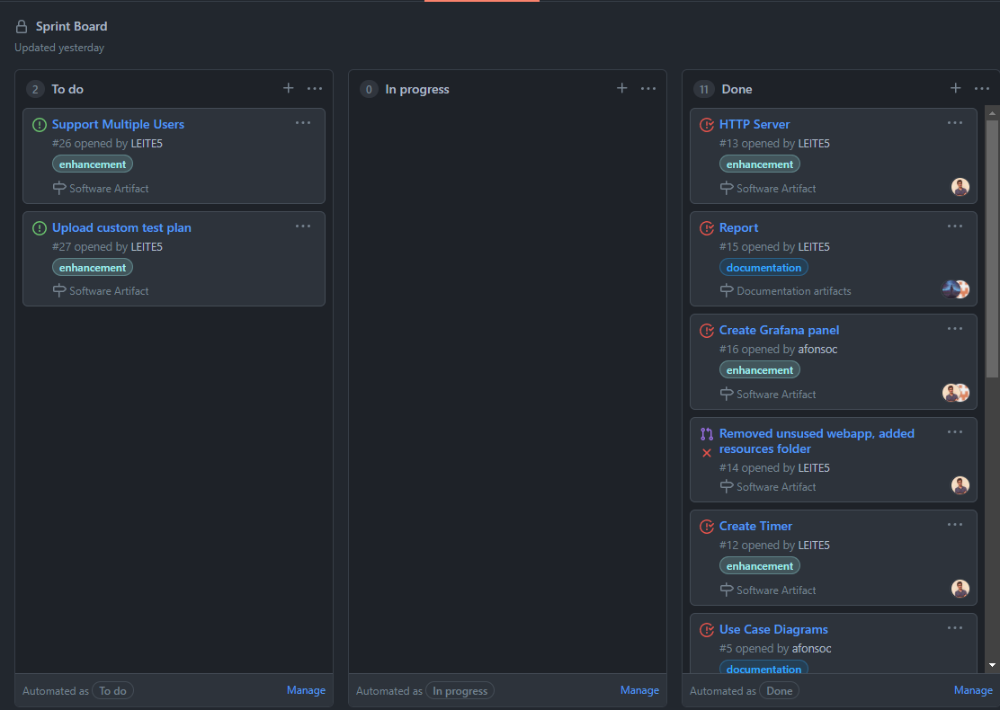 Sprint Board
Updated yesterday
2 To do
Support Multiple Users
#26 opened by LEITE5
enhancement
Software Artifact
Upload custom test plan
#27 opened by LEITE5
enhancement
Software Artifact
Automated as To do
Manage
0 In progress
Automated as In progress
Manage
11 Done
HTTP Server
#13 opened by LEITE5
enhancement
Software Artifact
Report
#15 opened by LEITE5
documentation
Documentation artifacts
Create Grafana panel
#16 opened by afonsoc
enhancement
Software Artifact
Removed unsused webapp, added
resources folder
#14 opened by LEITE5
Software Artifact
Create Timer
#12 opened by LEITE5
enhancement
Software Artifact
Use Case Diagrams
#5 opened by afonsoc
documentation
Automated as Done
Manage